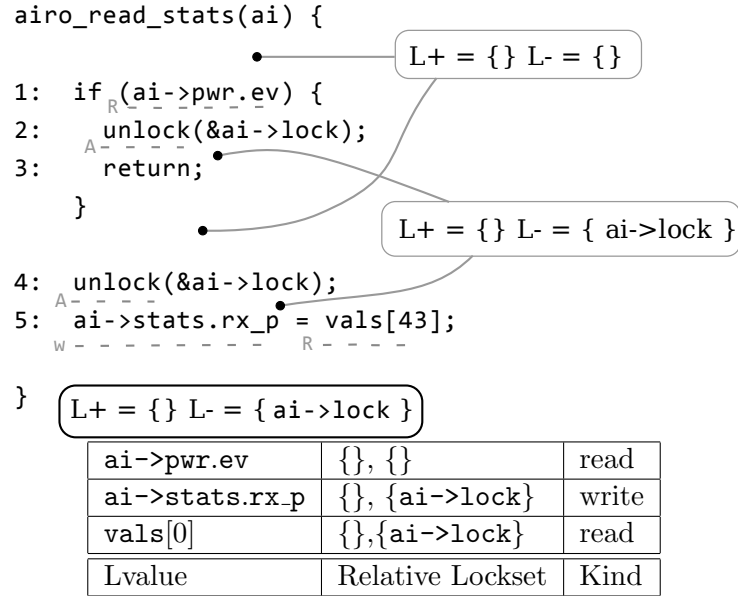 airo_read_stats(ai) {
L+ = {} L- = {}
1: if (ai->pwr.ev) {
R
2: unlock(&ai->lock);
A
3: return;
}
L+ = {} L- = { ai->lock }
4: unlock(&ai->lock);
A
5: ai->stats.rx_p = vals[43];
w R
}
L+ = {} L- = { ai->lock }
ai->pwr.ev {}, {} read
ai->stats.rx_p {}, {ai->lock} write
vals[0] {},{ai->lock} read
Lvalue Relative Lockset Kind